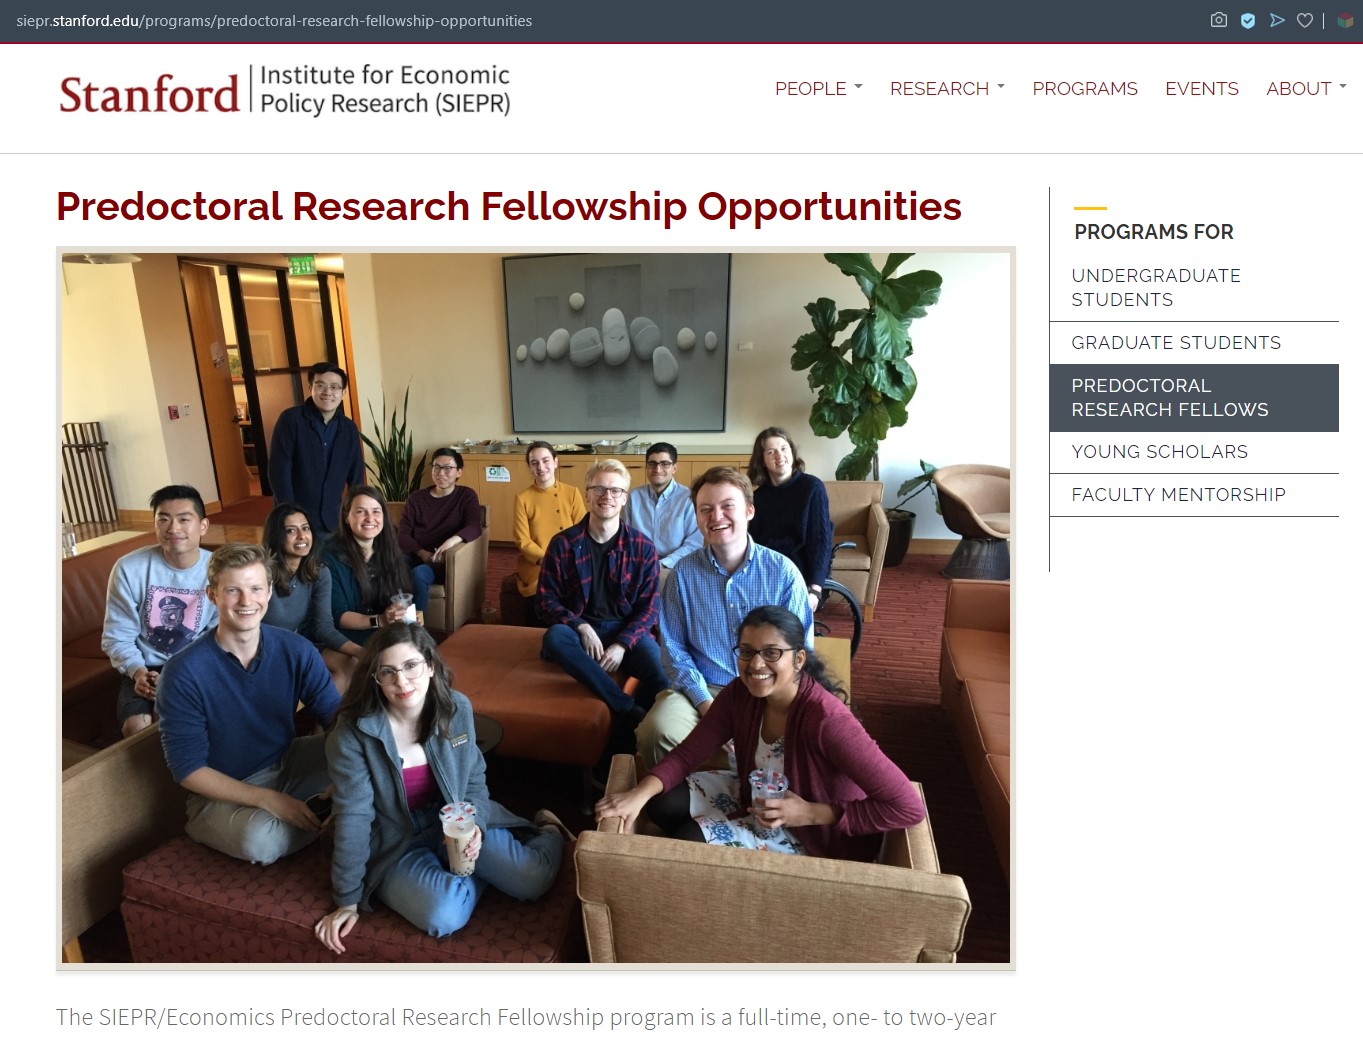 siepr.stanford.edu/programs/predoctoral-research-fellowship-opportunities
Stanford
Institute for Economic
Policy Research (SIEPR)
PEOPLE
RESEARCH
PROGRAMS
EVENTS
ABOUT
Predoctoral Research Fellowship Opportunities
EXIT
PROGRAMS FOR
UNDERGRADUATE
STUDENTS
GRADUATE STUDENTS
PREDOCTORAL
RESEARCH FELLOWS
YOUNG SCHOLARS
FACULTY MENTORSHIP
The SIEPR/Economics Predoctoral Research Fellowship program is a full-time, one- to two-year